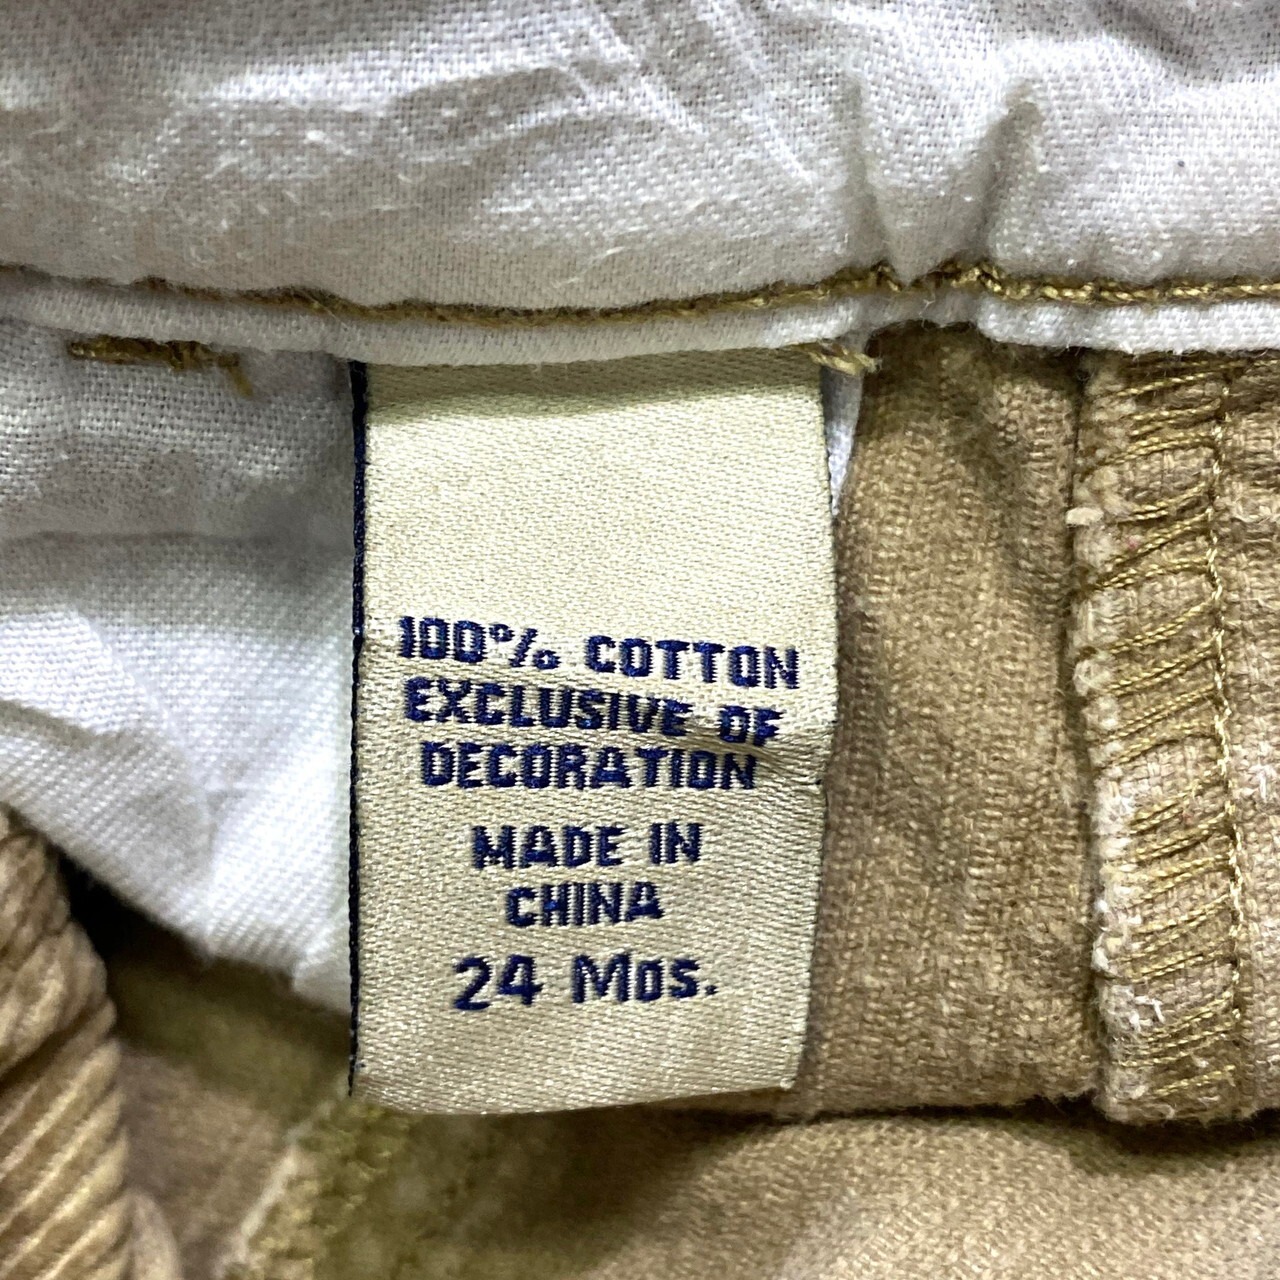 100% COTTON
EXCLUSIVE OF
DECORATION
MADE IN
CHINA
24 Mos.